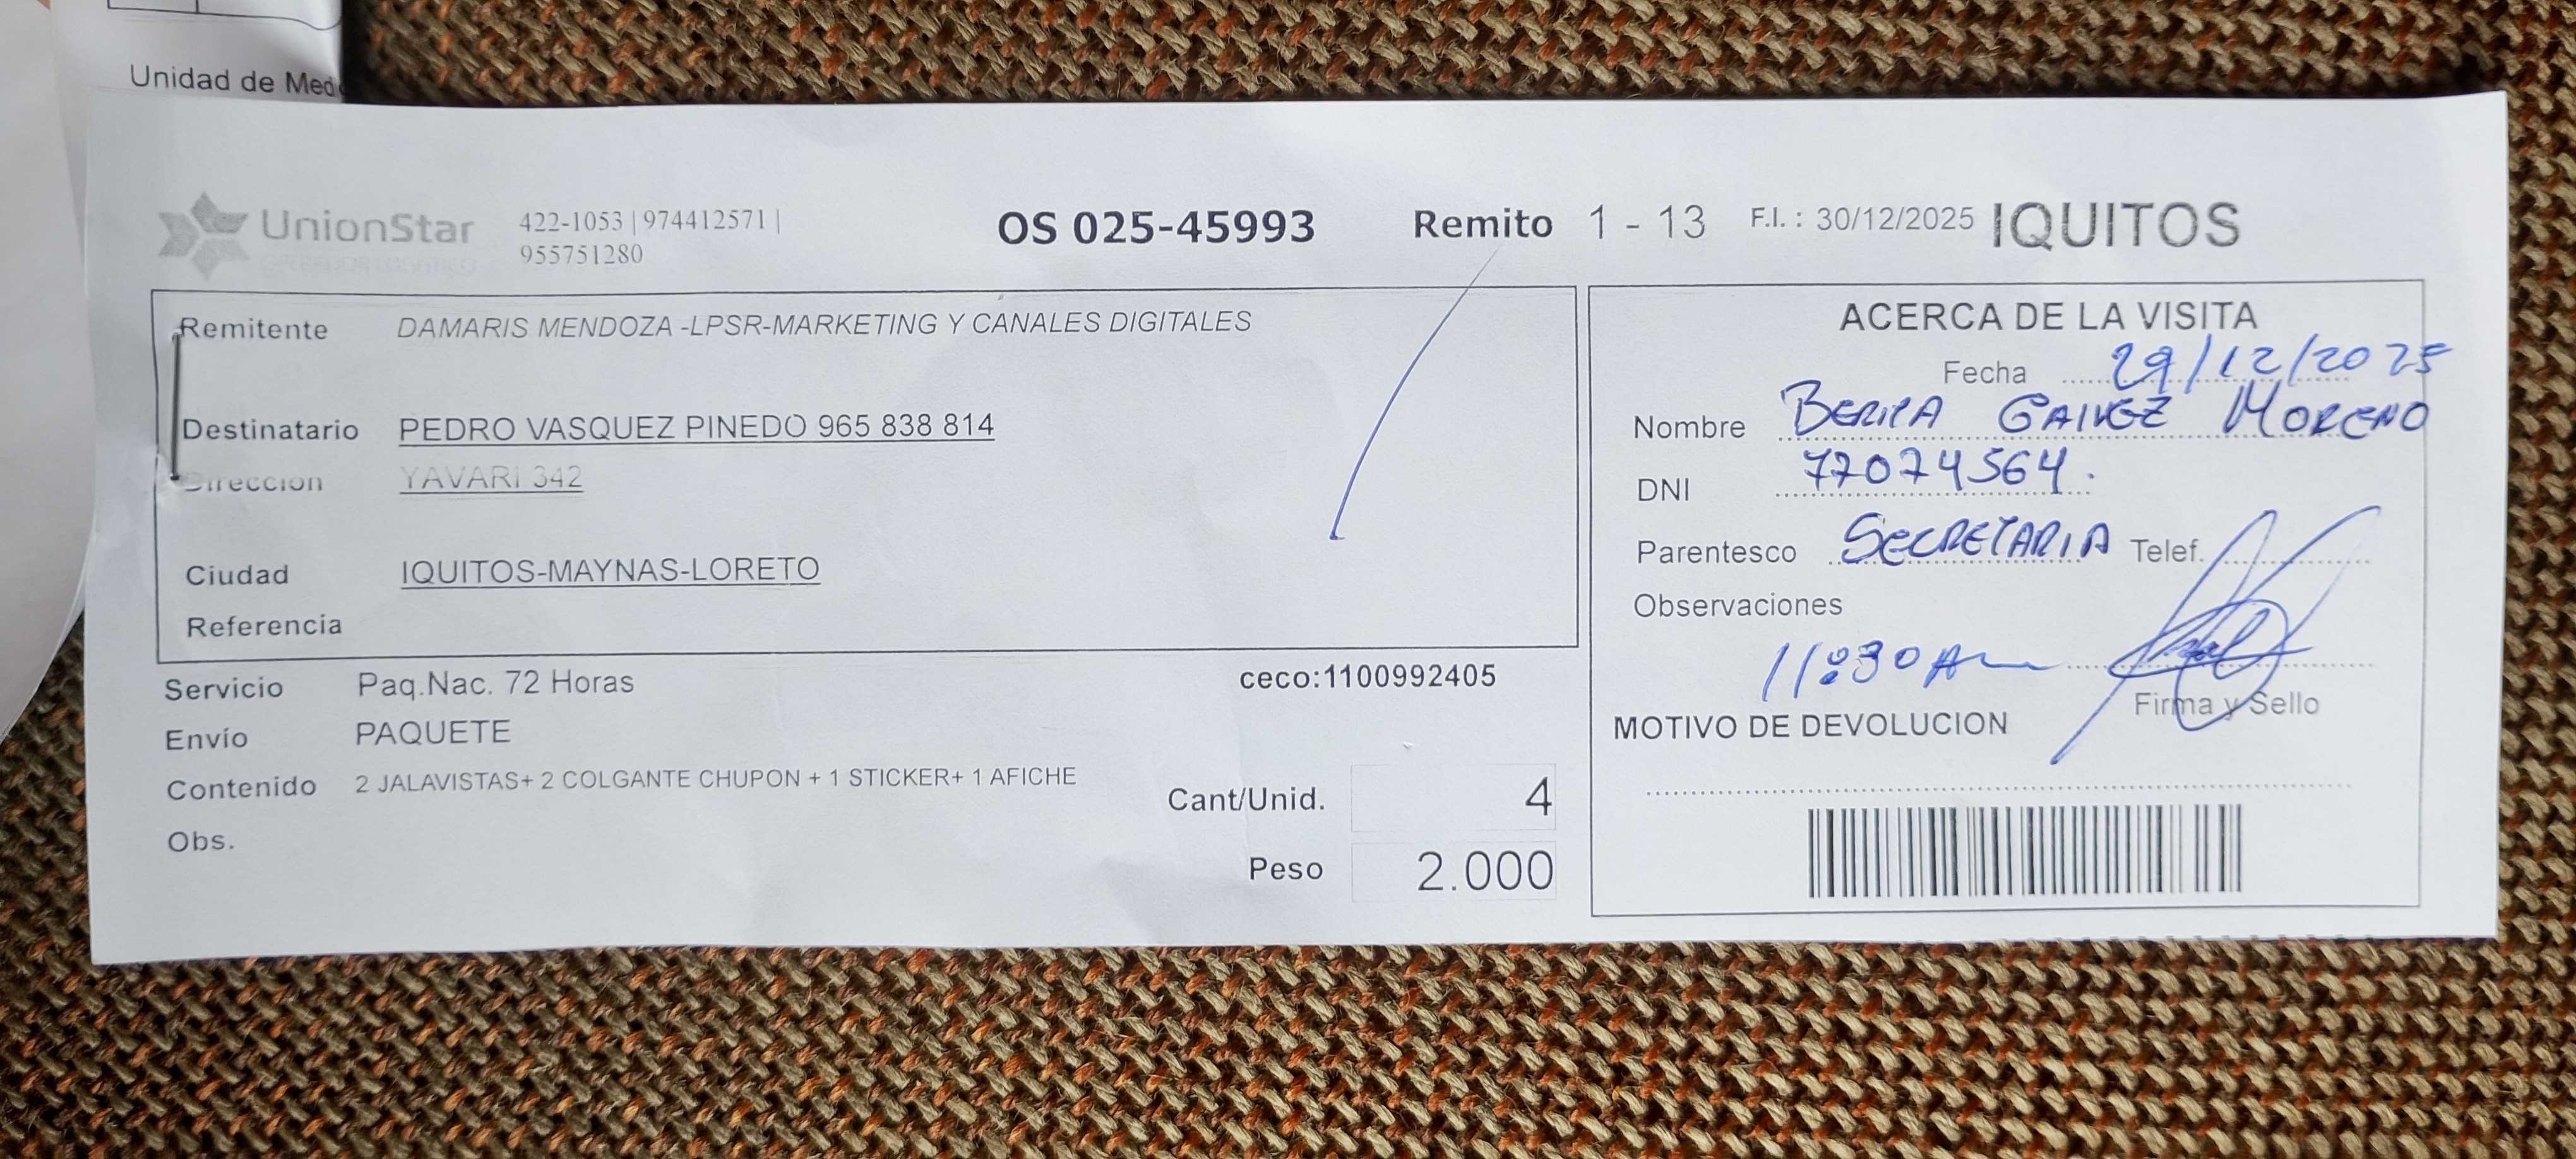 Unidad de Med
UnionStar
422-1053 | 974412571 |
955751280
OS 025-45993 Remito 1 - 13 F.I. : 30/12/2025 IQUITOS
Remitente DAMARIS MENDOZA -LPSR-MARKETING Y CANALES DIGITALES
Destinatario PEDRO VASQUEZ PINEDO 965 838 814
Direccion YAVARI 342
Ciudad IQUITOS-MAYNAS-LORETO
Referencia
Servicio Paq.Nac. 72 Horas ceco:1100992405
Envío PAQUETE
Contenido 2 JALAVISTAS+ 2 COLGANTE CHUPON + 1 STICKER+ 1 AFICHE
Cant/Unid. 4
Obs.
Peso 2.000
ACERCA DE LA VISITA
Fecha 29/12/2025
Nombre GALVEZ MORENO
DNI 77074564.
Parentesco SECRETARIA Telef.
Observaciones
11:30 Am
Firma y Sello
MOTIVO DE DEVOLUCION